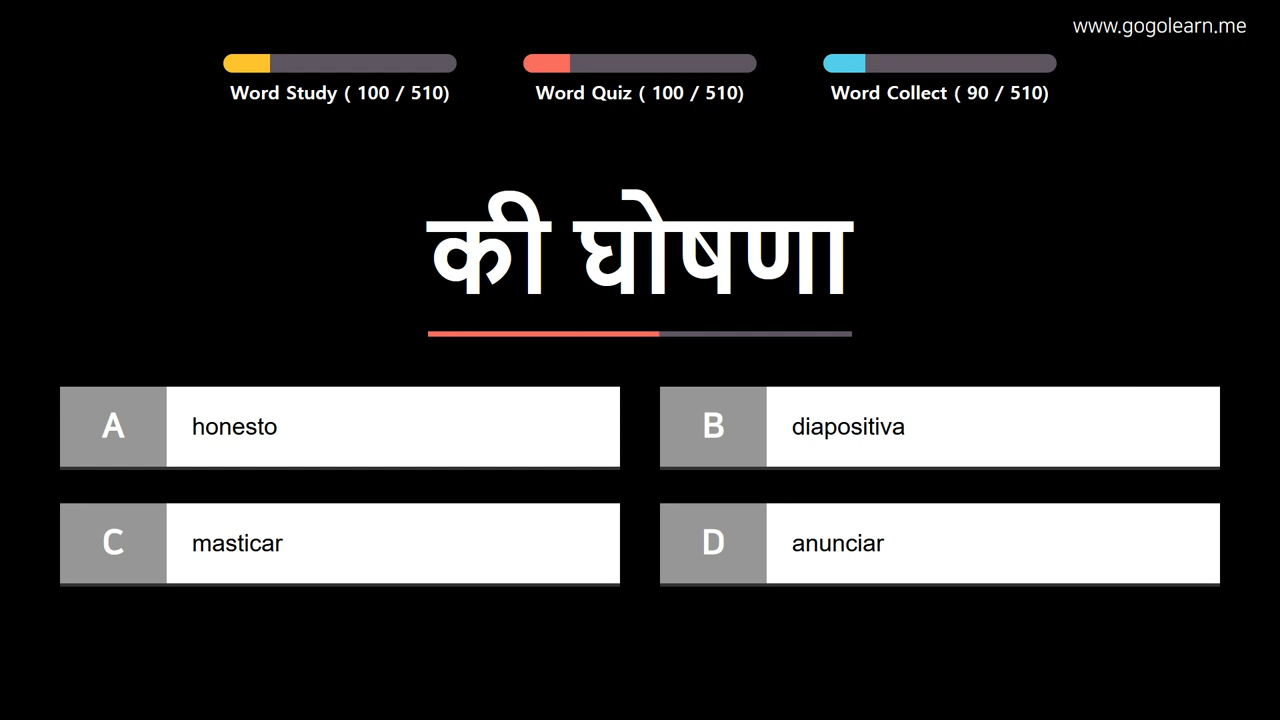 www.gogolearn.me
Word Study ( 100 / 510)
Word Quiz ( 100 / 510)
Word Collect ( 90 / 510)
की घोषणा
A honesto
B diapositiva
C masticar
D anunciar